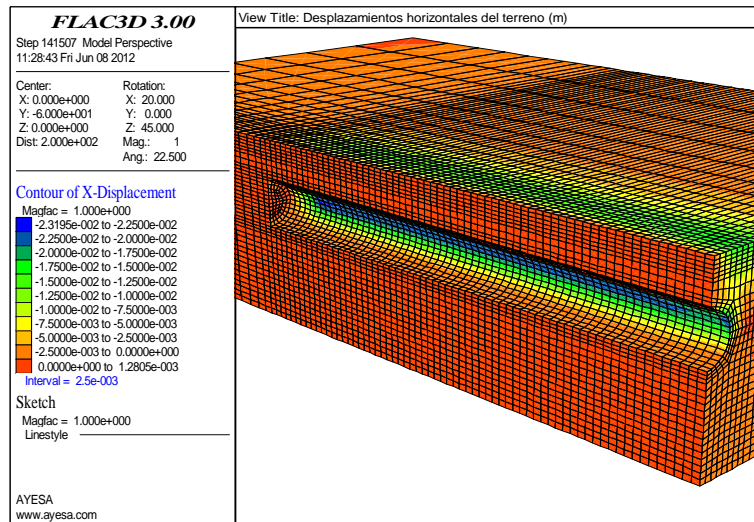 FLAC3D 3.00
Step 141507 Model Perspective
11:28:43 Fri Jun 08 2012
Center:
X: 0.000e+000
Y: -6.000e+001
Z: 0.000e+000
Dist: 2.000e+002
Rotation:
X: 20.000
Y: 0.000
Z: 45.000
Mag.: 1
Ang.: 22.500
Contour of X-Displacement
Magfac = 1.000e+000
-2.3195e-002 to -2.2500e-002
-2.2500e-002 to -2.0000e-002
-2.0000e-002 to -1.7500e-002
-1.7500e-002 to -1.5000e-002
-1.5000e-002 to -1.2500e-002
-1.2500e-002 to -1.0000e-002
-1.0000e-002 to -7.5000e-003
-7.5000e-003 to -5.0000e-003
-5.0000e-003 to -2.5000e-003
-2.5000e-003 to 0.0000e+000
0.0000e+000 to 1.2805e-003
Interval = 2.5e-003
Sketch
Magfac = 1.000e+000
Linestyle
AYESA
www.ayesa.com
View Title: Desplazamientos horizontales del terreno (m)